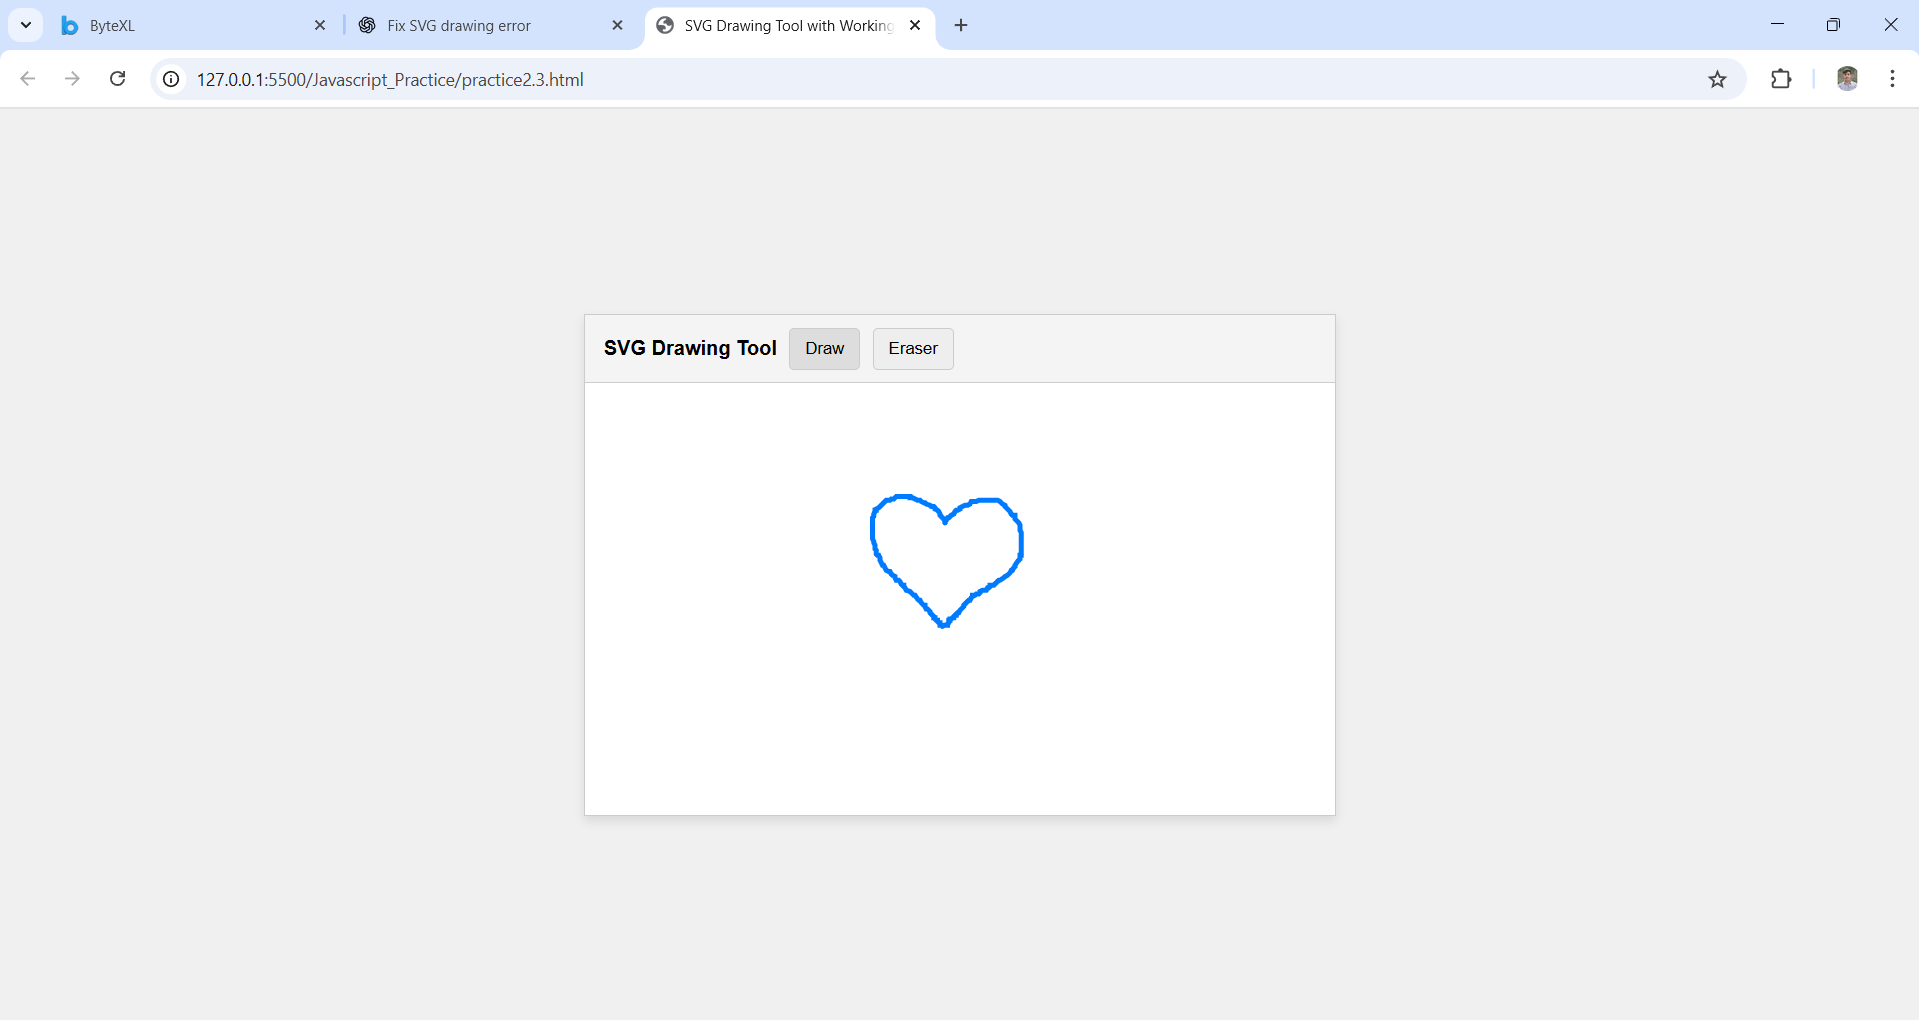 ByteXL
Fix SVG drawing error
SVG Drawing Tool with Working
127.0.0.1:5500/Javascript_Practice/practice2.3.html
SVG Drawing Tool
Draw
Eraser